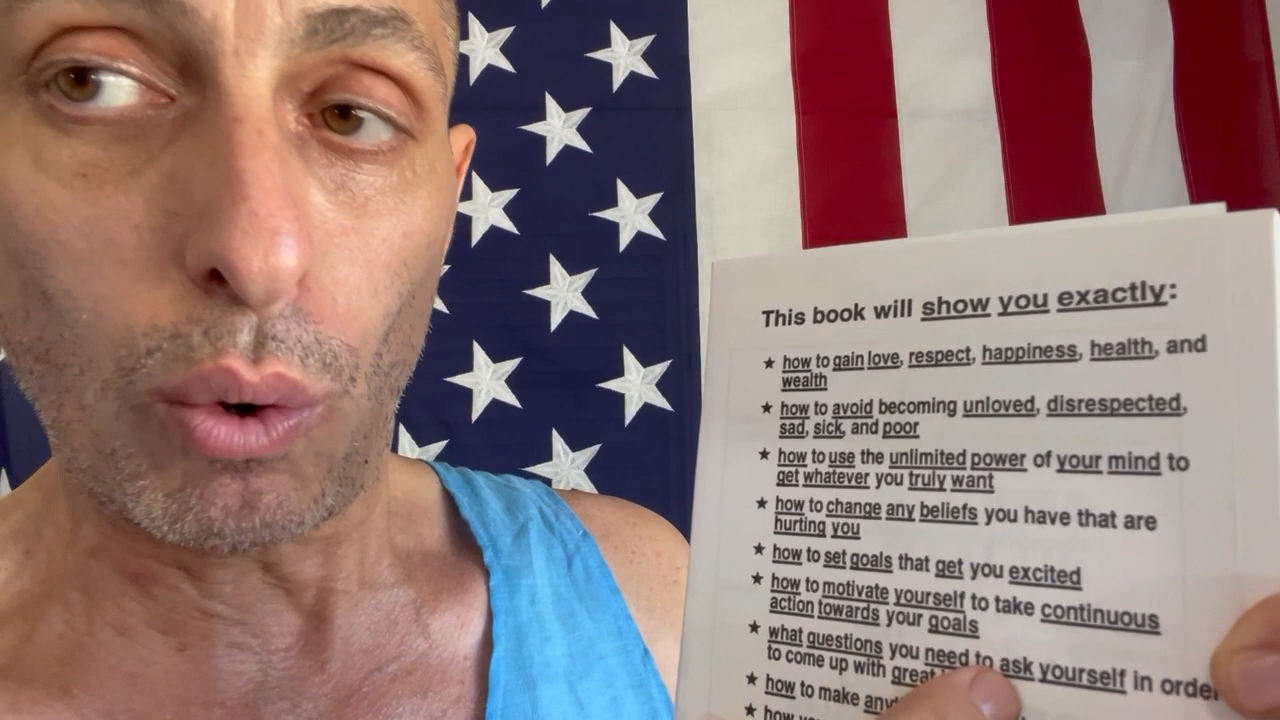 This book will show you exactly:
★ how to gain love, respect, happiness, health, and
wealth
★ how to avoid becoming unloved, disrespected,
sad, sick, and poor
★ how to use the unlimited power of your mind to
get whatever you truly want
★ how to change any beliefs you have that are
hurting you
★ how to set goals that get you excited
★ how to motivate yourself to take continuous
action towards your goals
★ what questions you need to ask yourself in order
to come up with great
★ how to make
★ how